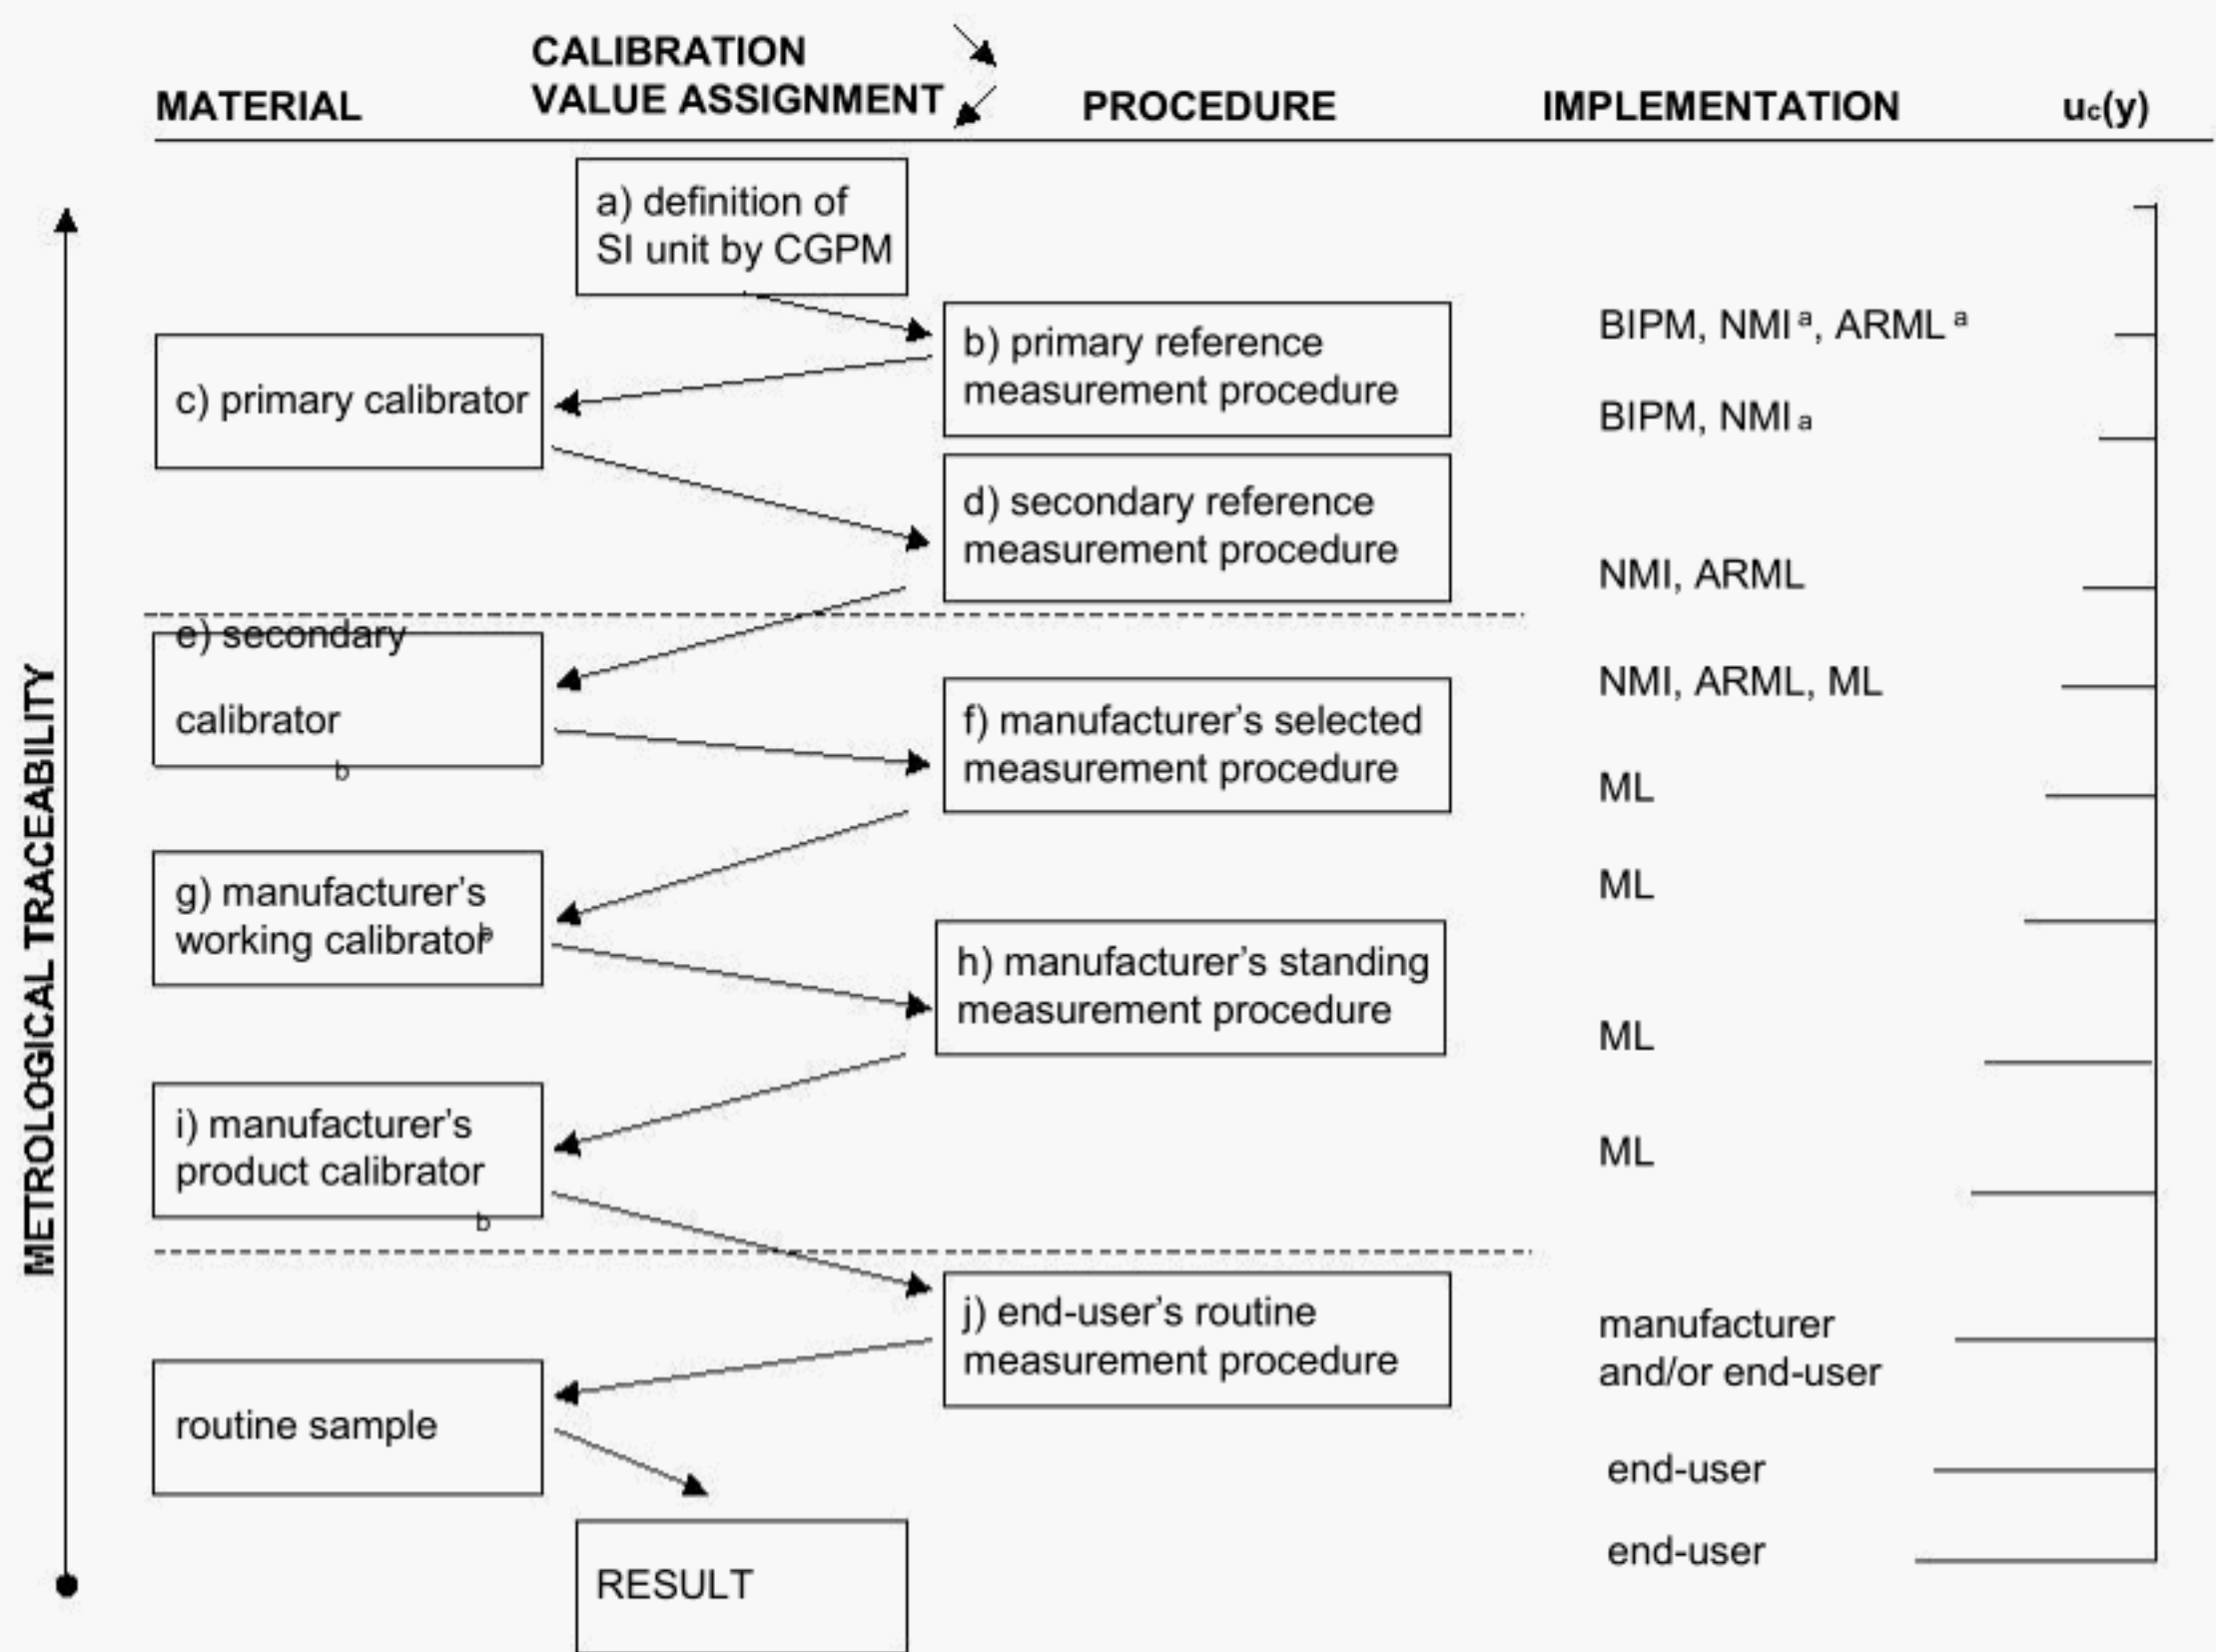 CALIBRATION
VALUE ASSIGNMENT
MATERIAL
PROCEDURE
IMPLEMENTATION
uc(y)
METROLOGICAL TRACEABILITY
a) definition of
SI unit by CGPM
b) primary reference
measurement procedure
BIPM, NMI a, ARML a
c) primary calibrator
BIPM, NMI a
d) secondary reference
measurement procedure
NMI, ARML
e) secondary
calibrator
b
NMI, ARML, ML
f) manufacturer's selected
measurement procedure
ML
g) manufacturer's
working calibrator b
ML
h) manufacturer's standing
measurement procedure
ML
i) manufacturer's
product calibrator
b
ML
j) end-user's routine
measurement procedure
manufacturer
and/or end-user
routine sample
end-user
RESULT
end-user